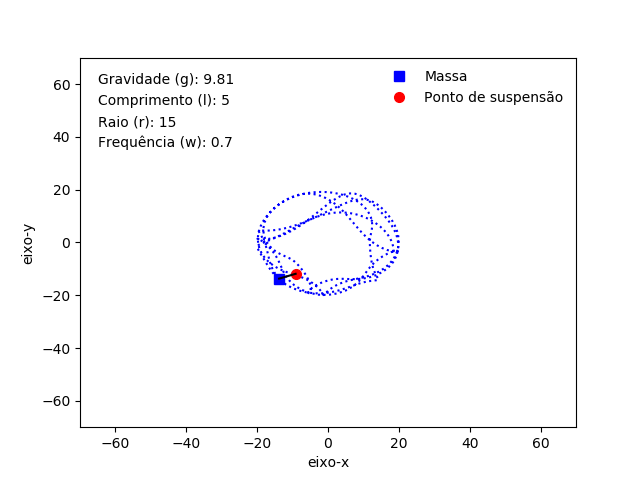 Gravidade (g): 9.81
Comprimento (l): 5
Raio (r): 15
Frequência (w): 0.7
Massa
Ponto de suspensão
60
40
20
0
−20
−40
−60
eixo-y
−60 −40 −20 0 20 40 60
eixo-x